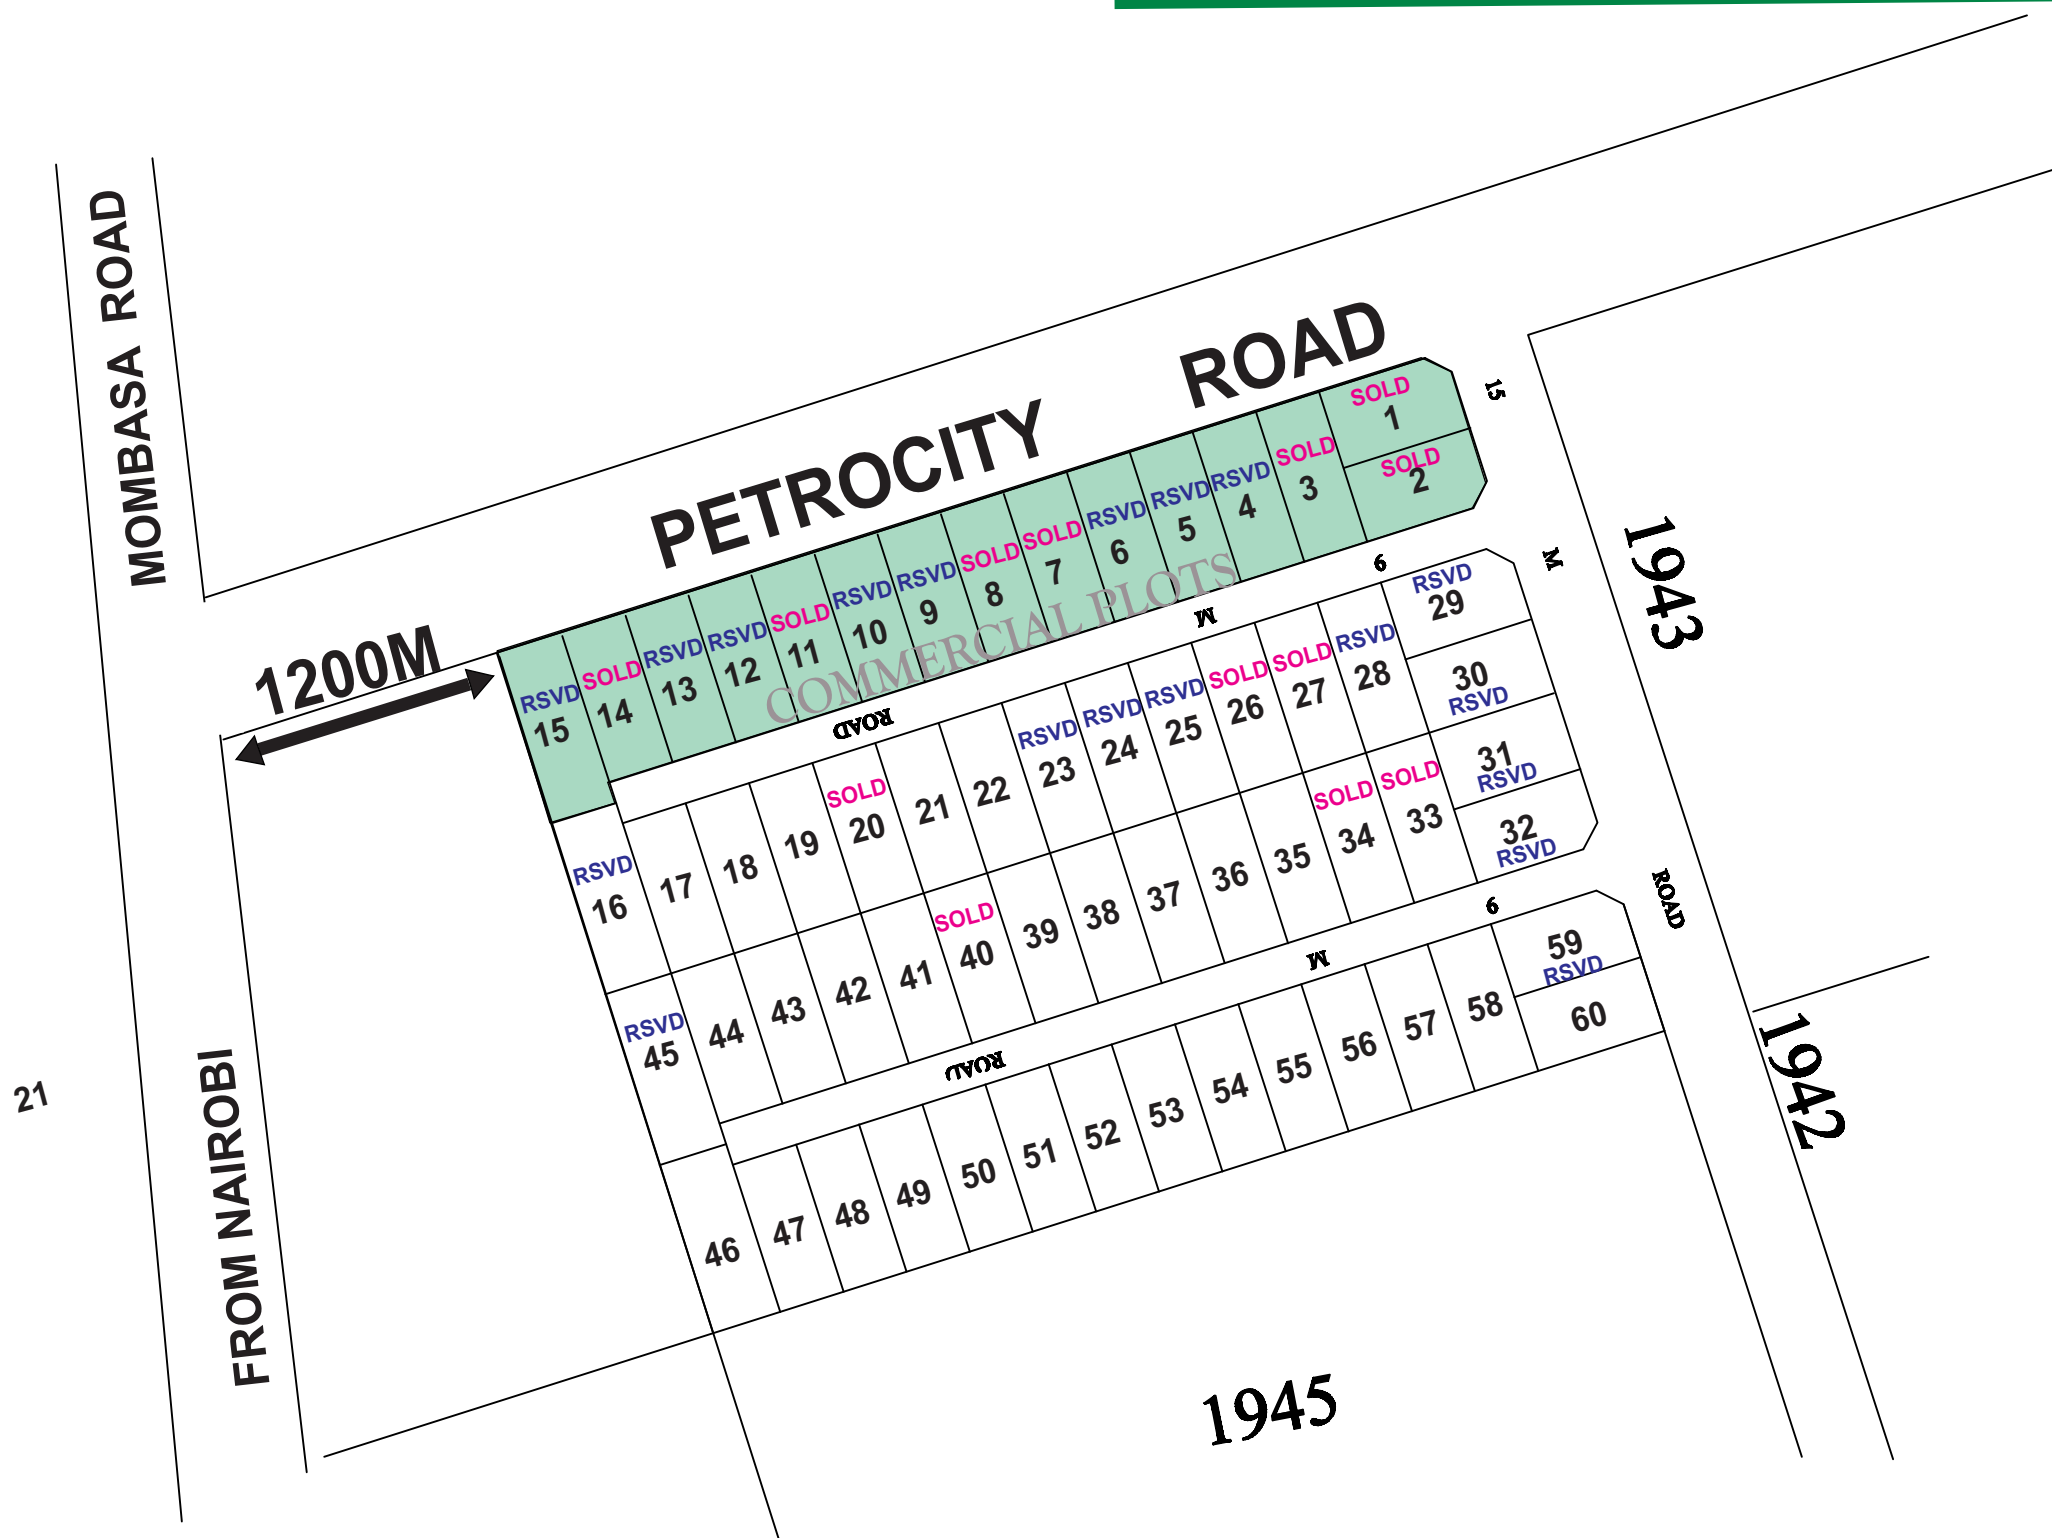 MOMBASA ROAD
FROM NAIROBI
21
1200M
PETROCITY ROAD
COMMERCIAL PLOTS
SOLD
1
SOLD
2
SOLD
3
RSVD
4
RSVD
5
RSVD
6
SOLD
7
SOLD
8
RSVD
9
RSVD
10
SOLD
11
RSVD
12
RSVD
13
SOLD
14
RSVD
15
9 M ROAD
15 M ROAD
RSVD
16
17
18
19
SOLD
20
21
22
RSVD
23
RSVD
24
RSVD
25
SOLD
26
SOLD
27
RSVD
28
RSVD
29
30
RSVD
31
RSVD
32
RSVD
SOLD
33
SOLD
34
35
36
37
38
39
SOLD
40
41
42
43
44
RSVD
45
9 M ROAD
46
47
48
49
50
51
52
53
54
55
56
57
58
59
RSVD
60
1943
1942
1945